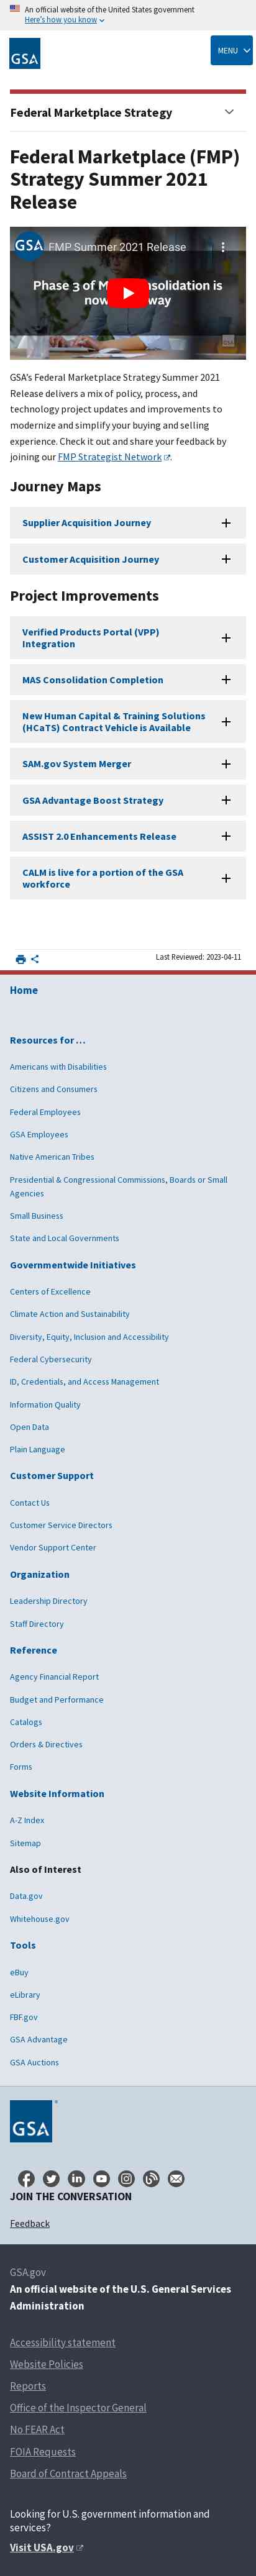 An official website of the United States government
Here's how you know
GSA
MENU
Federal Marketplace Strategy
Federal Marketplace (FMP)
Strategy Summer 2021
Release
GSA
FMP Summer 2021 Release
GSA
GSA's Federal Marketplace Strategy Summer 2021
Release delivers a mix of policy, process, and
technology project updates and improvements to
modernize and simplify your buying and selling
experience. Check it out and share your feedback by
joining our FMP Strategist Network.
Journey Maps
Supplier Acquisition Journey
Customer Acquisition Journey
Project Improvements
Verified Products Portal (VPP)
Integration
MAS Consolidation Completion
New Human Capital & Training Solutions
(HCaTS) Contract Vehicle is Available
SAM.gov System Merger
GSA Advantage Boost Strategy
ASSIST 2.0 Enhancements Release
CALM is live for a portion of the GSA
workforce
Last Reviewed: 2023-04-11
Home
Resources for …
Americans with Disabilities
Citizens and Consumers
Federal Employees
GSA Employees
Native American Tribes
Presidential & Congressional Commissions, Boards or Small
Agencies
Small Business
State and Local Governments
Governmentwide Initiatives
Centers of Excellence
Climate Action and Sustainability
Diversity, Equity, Inclusion and Accessibility
Federal Cybersecurity
ID, Credentials, and Access Management
Information Quality
Open Data
Plain Language
Customer Support
Contact Us
Customer Service Directors
Vendor Support Center
Organization
Leadership Directory
Staff Directory
Reference
Agency Financial Report
Budget and Performance
Catalogs
Orders & Directives
Forms
Website Information
A-Z Index
Sitemap
Also of Interest
Data.gov
Whitehouse.gov
Tools
eBuy
eLibrary
FBF.gov
GSA Advantage
GSA Auctions
GSA
JOIN THE CONVERSATION
Feedback
GSA.gov
An official website of the U.S. General Services
Administration
Accessibility statement
Website Policies
Reports
Office of the Inspector General
No FEAR Act
FOIA Requests
Board of Contract Appeals
Looking for U.S. government information and
services?
Visit USA.gov